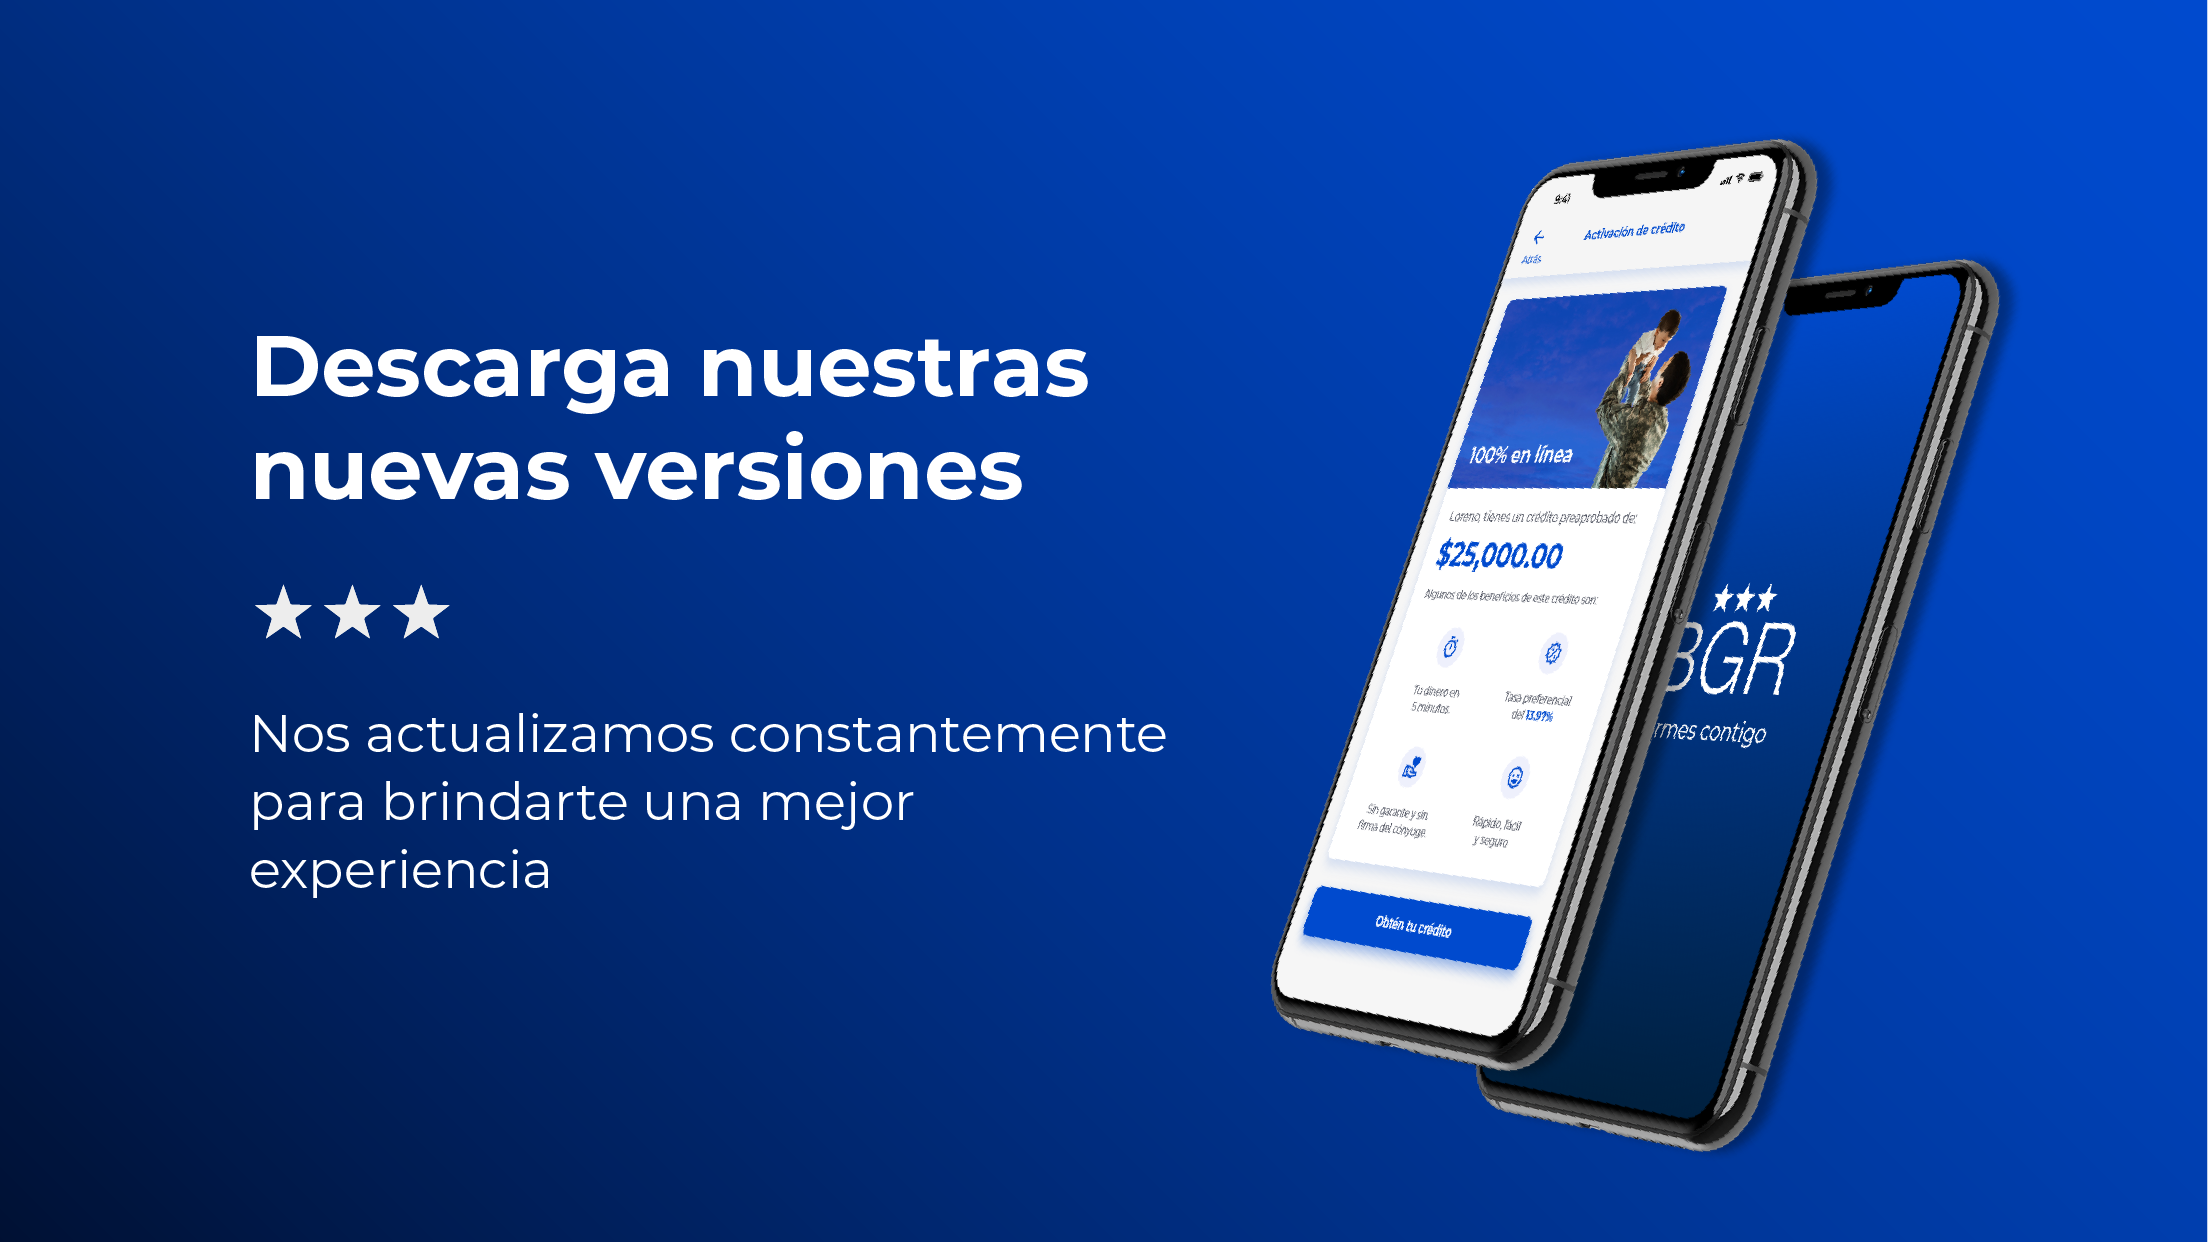 Descarga nuestras
nuevas versiones
Nos actualizamos constantemente
para brindarte una mejor
experiencia
9:41
Activación de crédito
Atrás
100% en línea
tienes un crédito preaprobado de:
$25,000.00
Algunos de los beneficios de este crédito son:
Tu dinero en
5 minutos.
Tasa preferencial
del 13.97%
Sin garante y sin
firma del cónyuge.
Rápido, fácil
y seguro
Obtén tu crédito
BGR
rmes contigo